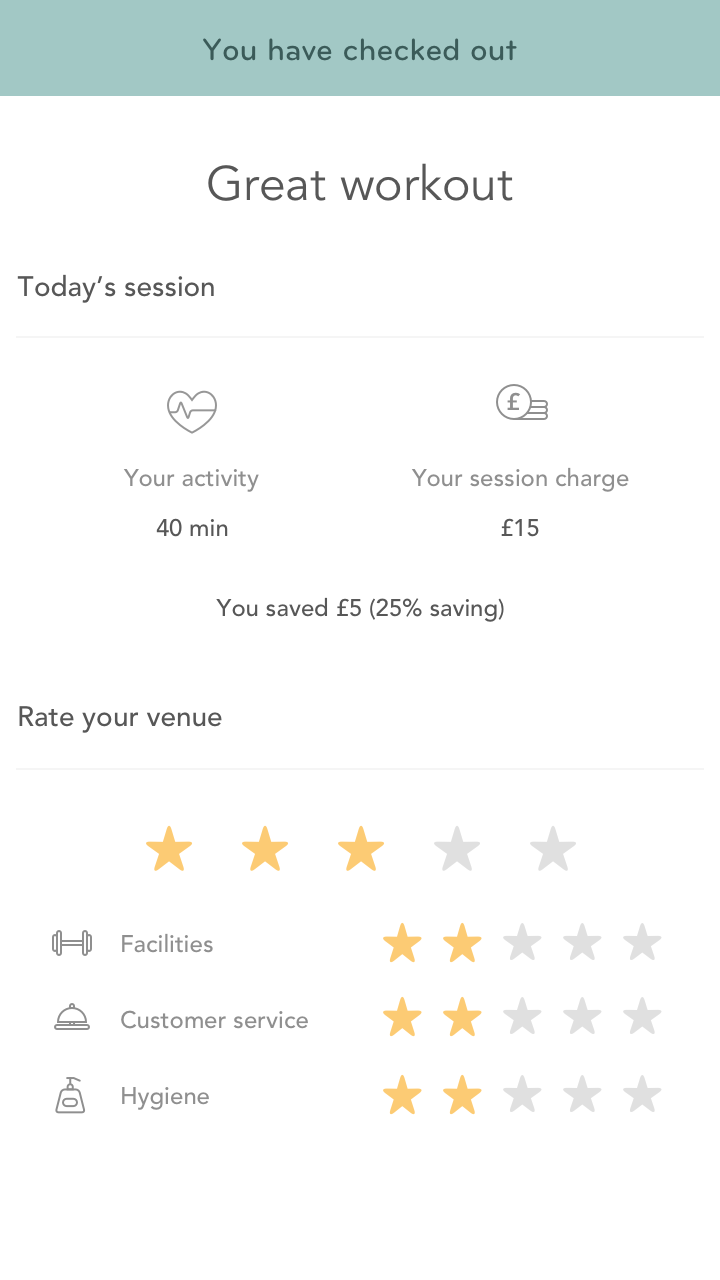 You have checked out
Great workout
Today’s session
£
Your activity
Your session charge
40 min
£15
You saved £5 (25% saving)
Rate your venue
Facilities
Customer service
Hygiene